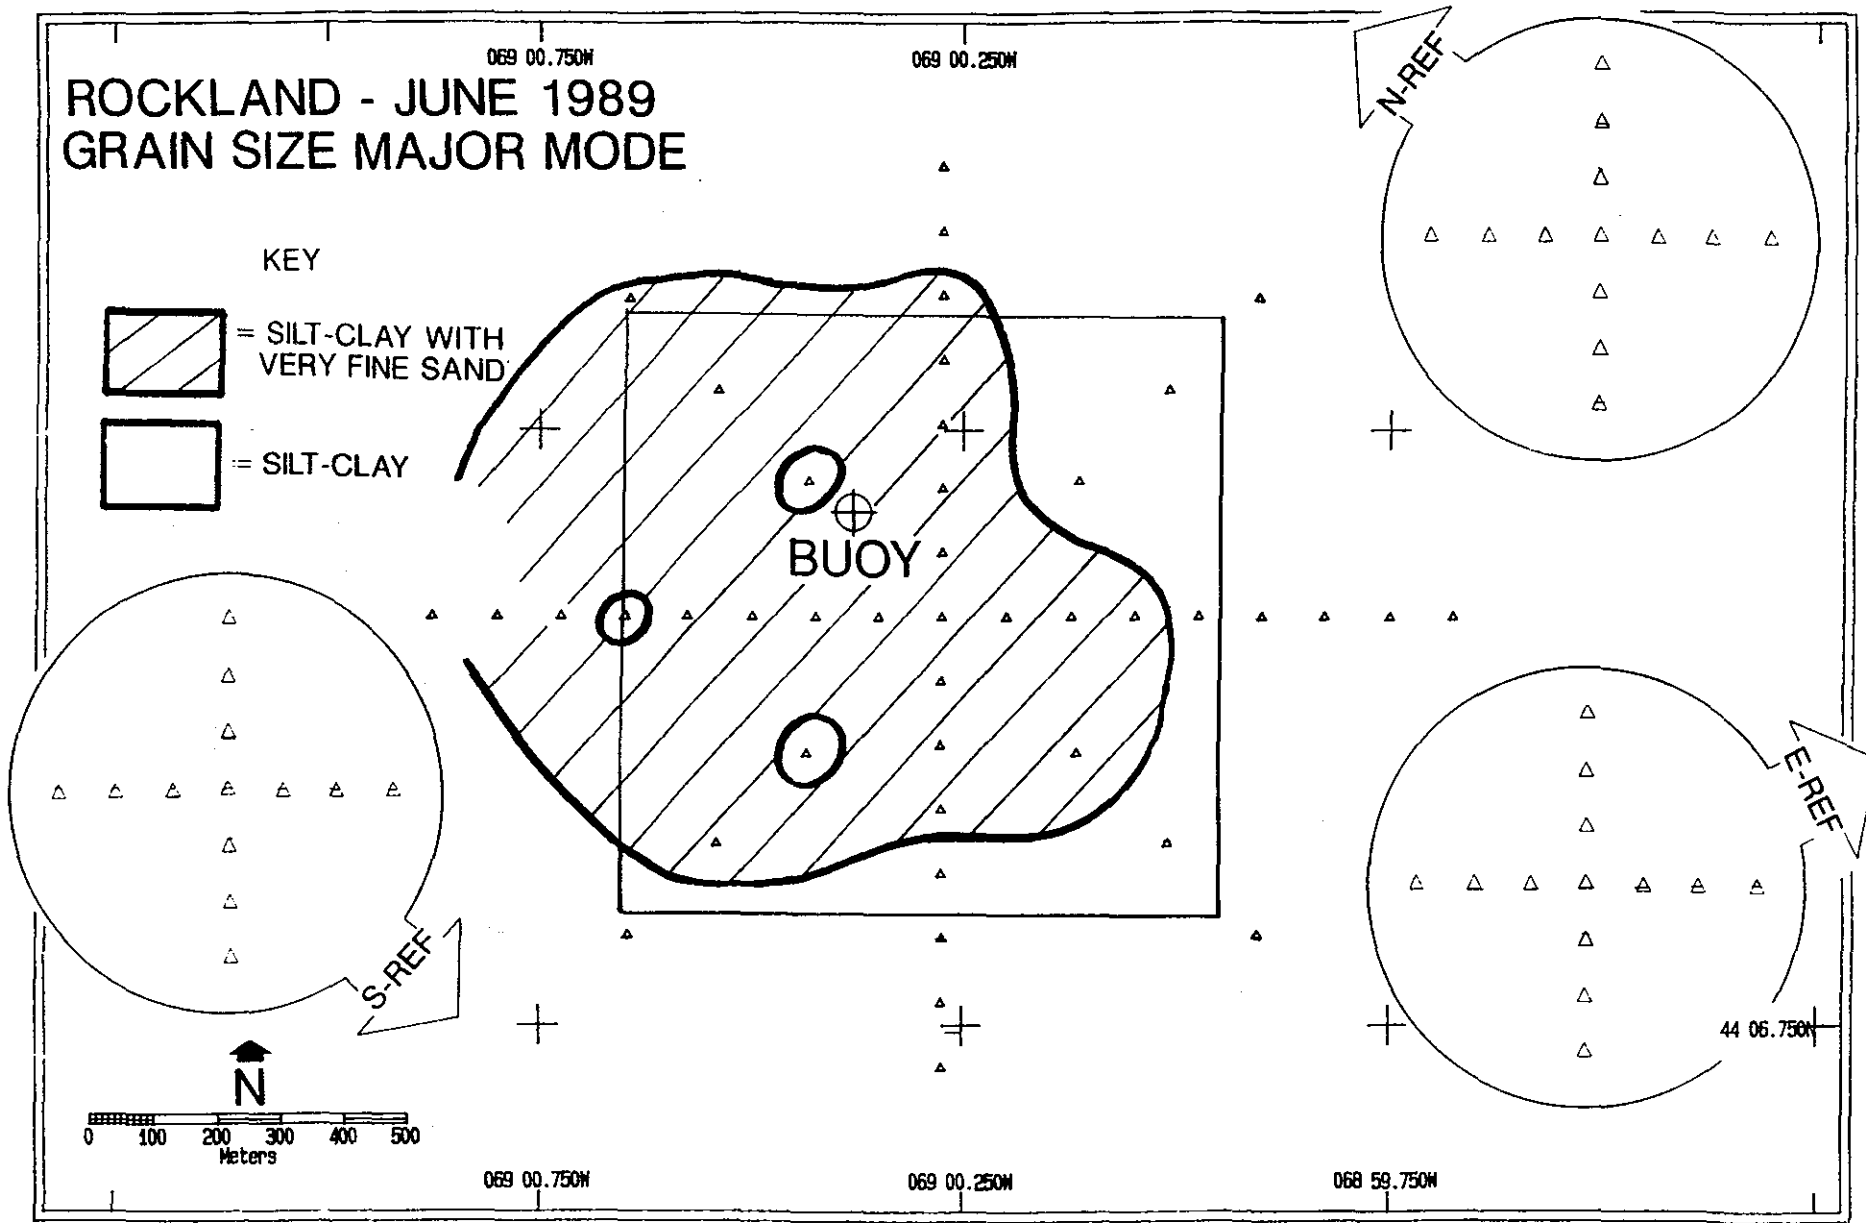 069 00.750W
069 00.250W
N-REF
ROCKLAND - JUNE 1989
GRAIN SIZE MAJOR MODE
KEY
= SILT-CLAY WITH
VERY FINE SAND
= SILT-CLAY
BUOY
E-REF
S-REF
44 06.750N
N
0 100 200 300 400 500
Meters
069 00.750W
069 00.250W
068 59.750W